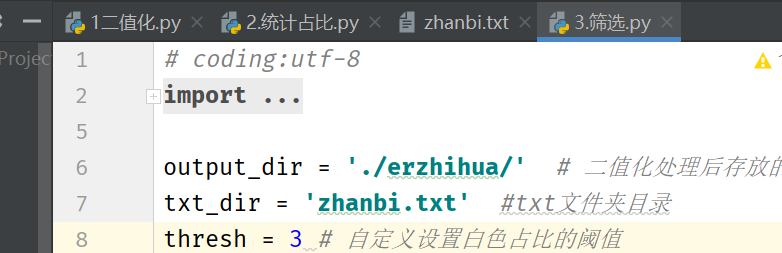 1二值化.py 2.统计占比.py zhanbi.txt 3.筛选.py
Project
1 # coding:utf-8
2 import ...
5
6 output_dir = './erzhihua/' # 二值化处理后存放的
7 txt_dir = 'zhanbi.txt' #txt文件夹目录
8 thresh = 3 # 自定义设置白色占比的阈值